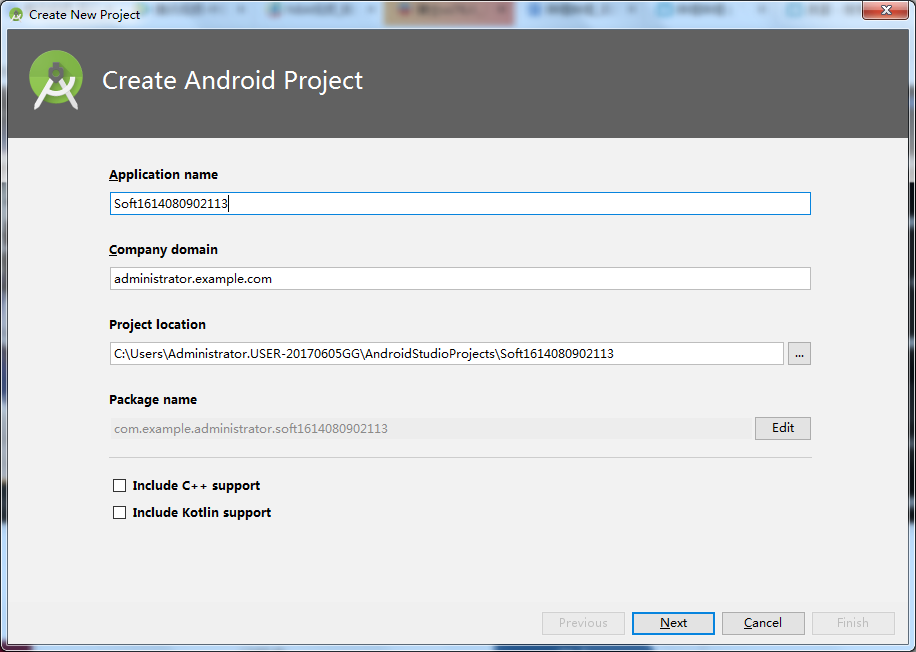 Create New Project
Create Android Project
Application name
Soft1614080902113
Company domain
administrator.example.com
Project location
C:\Users\Administrator.USER-20170605GG\AndroidStudioProjects\Soft1614080902113
...
Package name
com.example.administrator.soft1614080902113
Edit
Include C++ support
Include Kotlin support
Previous
Next
Cancel
Finish